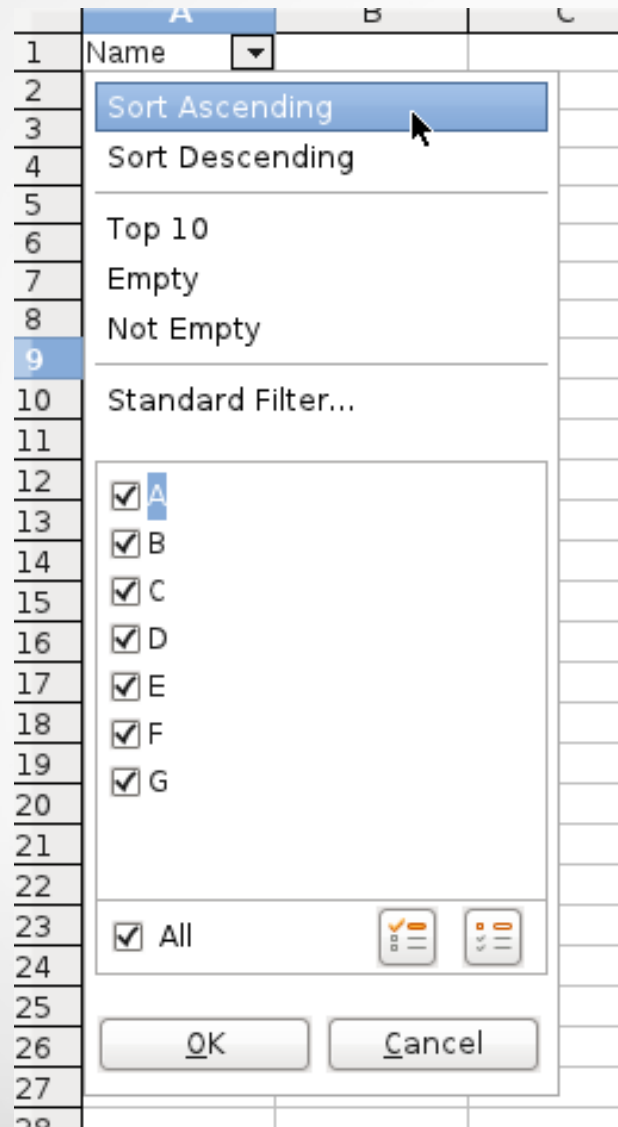 A B C
1 Name
2
Sort Ascending
3
4 Sort Descending
5
Top 10
6
7 Empty
8 Not Empty
9
10 Standard Filter...
11
12 A
13
B
14
15 C
16 D
17 E
18 F
19 G
20
21
22
23 All
24
25
26 OK Cancel
27
28